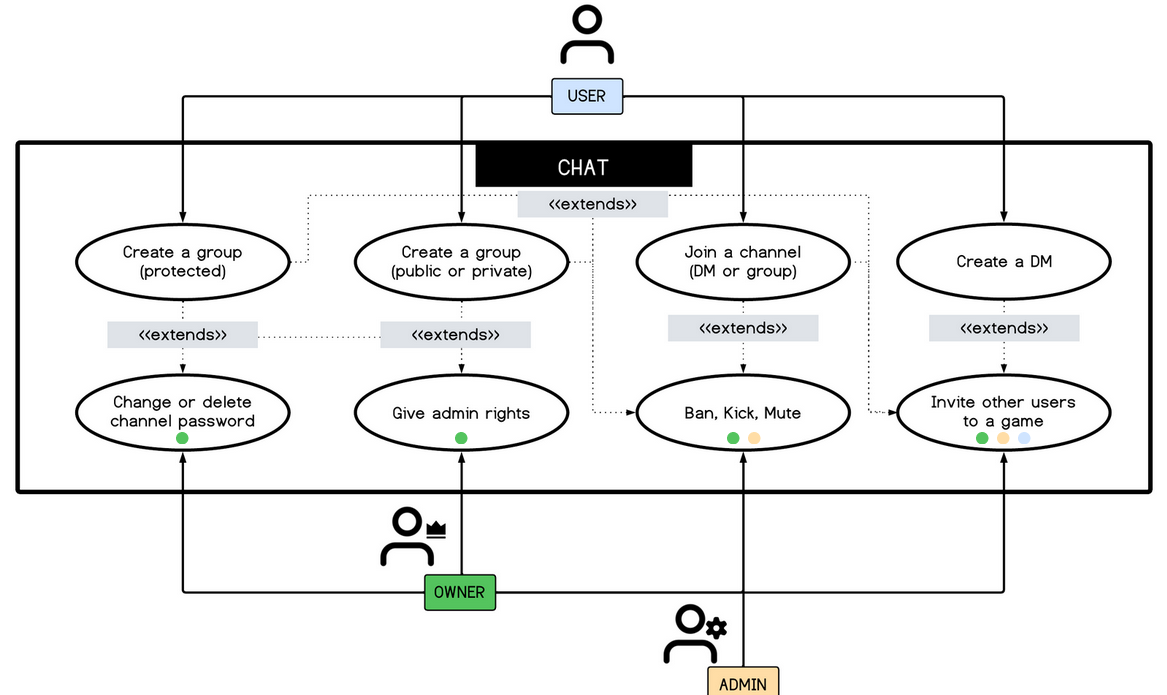 USER
CHAT
<<extends>>
Create a group
(protected)
Create a group
(public or private)
Join a channel
(DM or group)
Create a DM
<<extends>>
<<extends>>
<<extends>>
<<extends>>
Change or delete
channel password
Give admin rights
Ban, Kick, Mute
Invite other users
to a game
OWNER
ADMIN